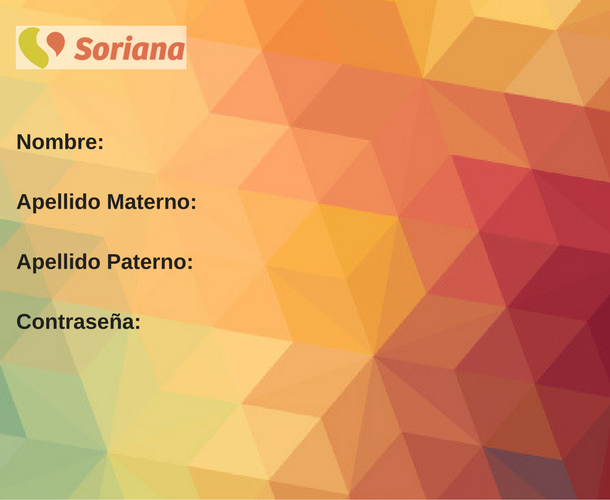 Soriana
Nombre:
Apellido Materno:
Apellido Paterno:
Contraseña: